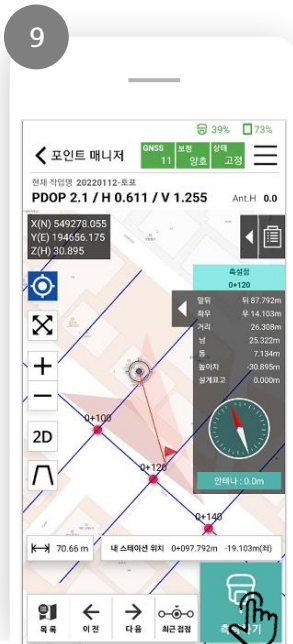 9
39% 73%
포인트 매니저
GNSS 11
보정 양호
상태 고정
현재 작업명 20220112-토포
PDOP 2.1 / H 0.611 / V 1.255 Ant.H 0.0
X(N) 549278.055
Y(E) 194656.175
Z(H) 30.895
측설점
0+120
앞뒤 뒤 87.792m
좌우 우 14.103m
거리 26.308m
남 25.322m
동 7.134m
높이차 -30.895m
설계표고 0.000m
안테나 : 0.0m
2D
0+100
0+120
0+140
70.66 m
내 스테이션 위치 0+097.792m -19.103m(좌)
목록
이전
다음
최근접점